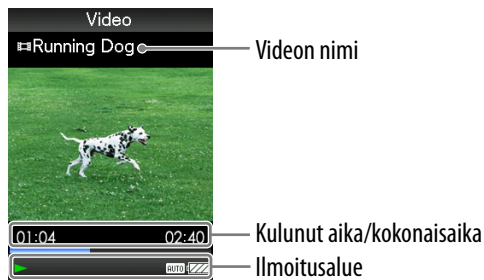 Video
Running Dog
Videon nimi
01:04 02:40
Kulunut aika/kokonaisaika
AUTO
Ilmoitusalue